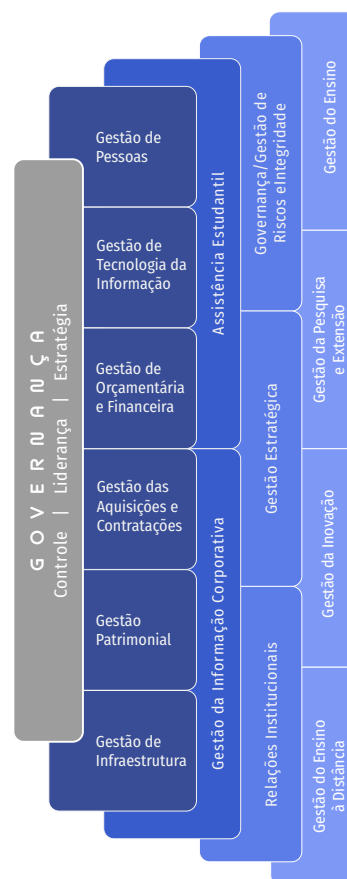 GOVERNANÇA
Controle | Liderança | Estratégia
Gestão de
Pessoas
Gestão de
Tecnologia da
Informação
Gestão de
Orçamentária
e Financeira
Gestão das
Aquisições e
Contratações
Gestão
Patrimonial
Gestão de
Infraestrutura
Assistência Estudantil
Gestão da Informação Corporativa
Governança/Gestão de
Riscos eIntegridade
Gestão Estratégica
Relações Institucionais
Gestão do Ensino
Gestão da Pesquisa
e Extensão
Gestão da Inovação
Gestão do Ensino
à Distância